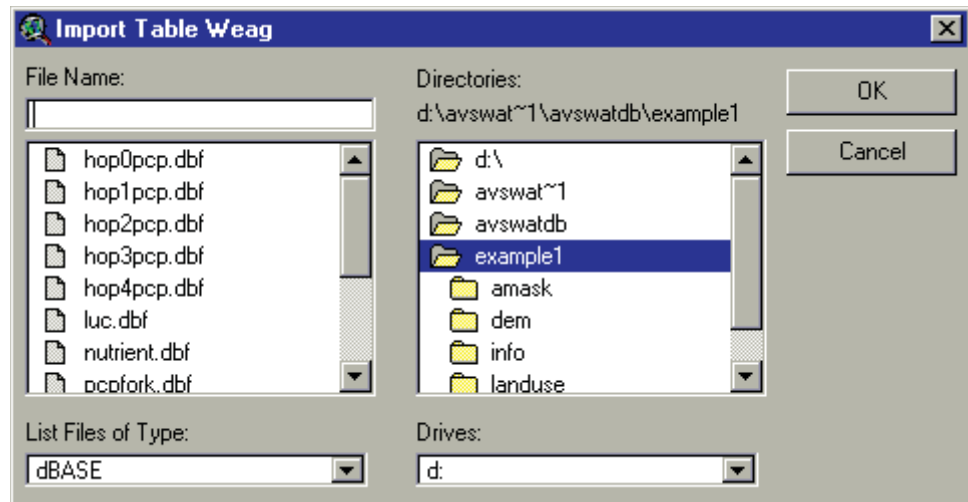 Import Table Weag
File Name:
hop0pcp.dbf
hop1pcp.dbf
hop2pcp.dbf
hop3pcp.dbf
hop4pcp.dbf
luc.dbf
nutrient.dbf
pcpfork.dbf
List Files of Type:
dBASE
Directories:
d:\avswat~1\avswatdb\example1
d:\
avswat~1
avswatdb
example1
amask
dem
info
landuse
Drives:
d:
OK
Cancel